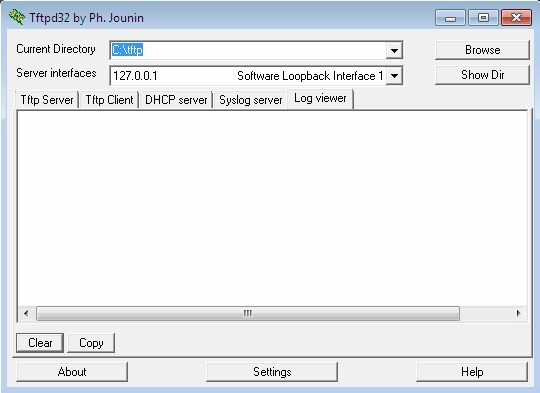 Tftpd32 by Ph. Jounin
Current Directory C:\tftp Browse
Server interfaces 127.0.0.1 Software Loopback Interface 1 Show Dir
Tftp Server Tftp Client DHCP server Syslog server Log viewer
Clear Copy
About Settings Help